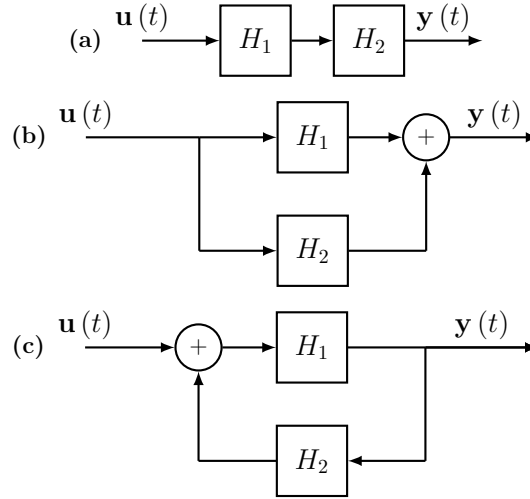 (a) u(t) H₁ H₂ y(t)
(b) u(t) H₁ + y(t)
H₂
(c) u(t) + H₁ y(t)
H₂